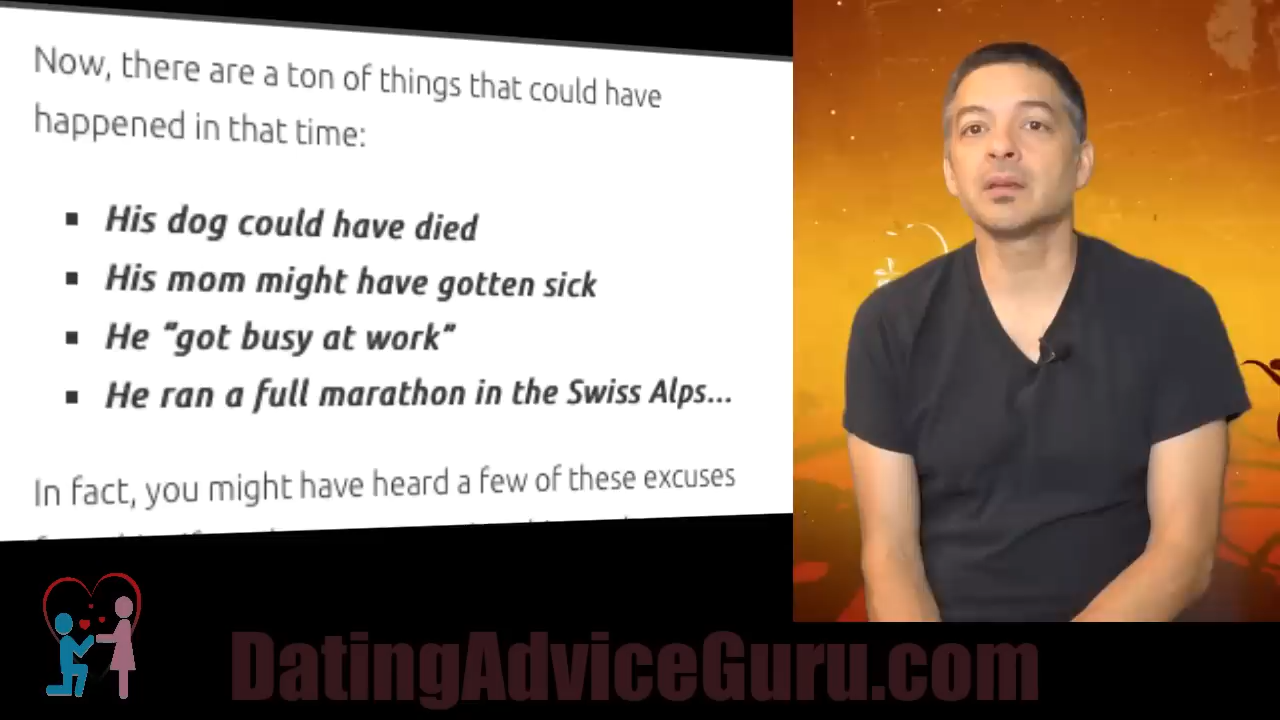 Now, there are a ton of things that could have
happened in that time:
▪ His dog could have died
▪ His mom might have gotten sick
▪ He “got busy at work”
▪ He ran a full marathon in the Swiss Alps...
In fact, you might have heard a few of these excuses
DatingAdviceGuru.com